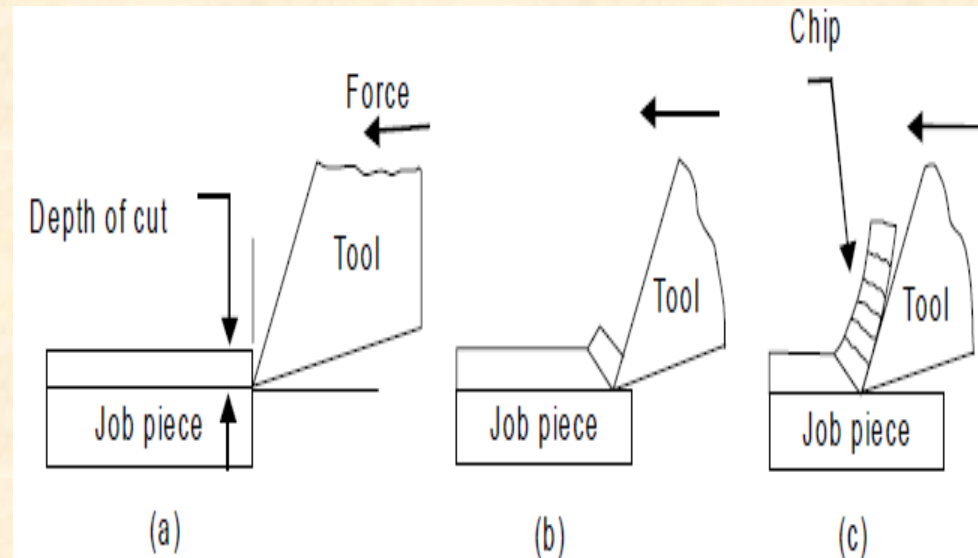 Chip
Force
Depth of cut
Tool
Tool
Tool
Job piece
Job piece
Job piece
(a)
(b)
(c)